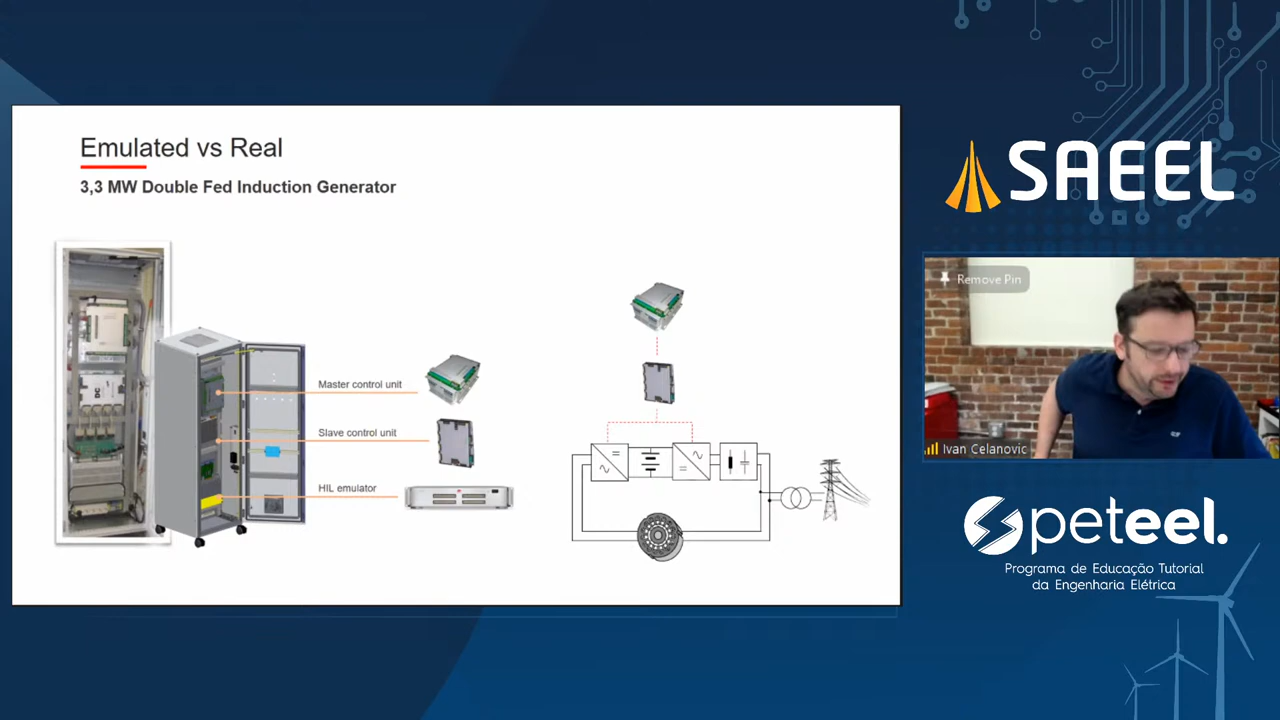 Emulated vs Real
3,3 MW Double Fed Induction Generator
Master control unit
Slave control unit
HIL emulator
DC
SAEEL
Remove Pin
Ivan Celanovic
peteel.
Programa de Educação Tutorial
da Engenharia Elétrica